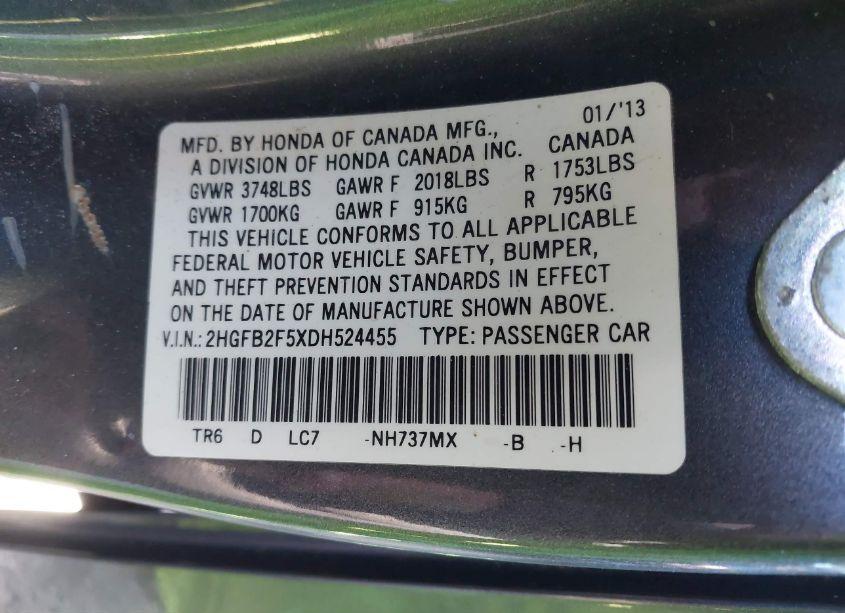 01/'13
MFD. BY HONDA OF CANADA MFG.,
A DIVISION OF HONDA CANADA INC. CANADA
GVWR 3748LBS GAWR F 2018LBS R 1753LBS
GVWR 1700KG GAWR F 915KG R 795KG
THIS VEHICLE CONFORMS TO ALL APPLICABLE
FEDERAL MOTOR VEHICLE SAFETY, BUMPER,
AND THEFT PREVENTION STANDARDS IN EFFECT
ON THE DATE OF MANUFACTURE SHOWN ABOVE.
V.I.N.: 2HGFB2F5XDH524455 TYPE: PASSENGER CAR
TR6 D LC7 -NH737MX -B -H